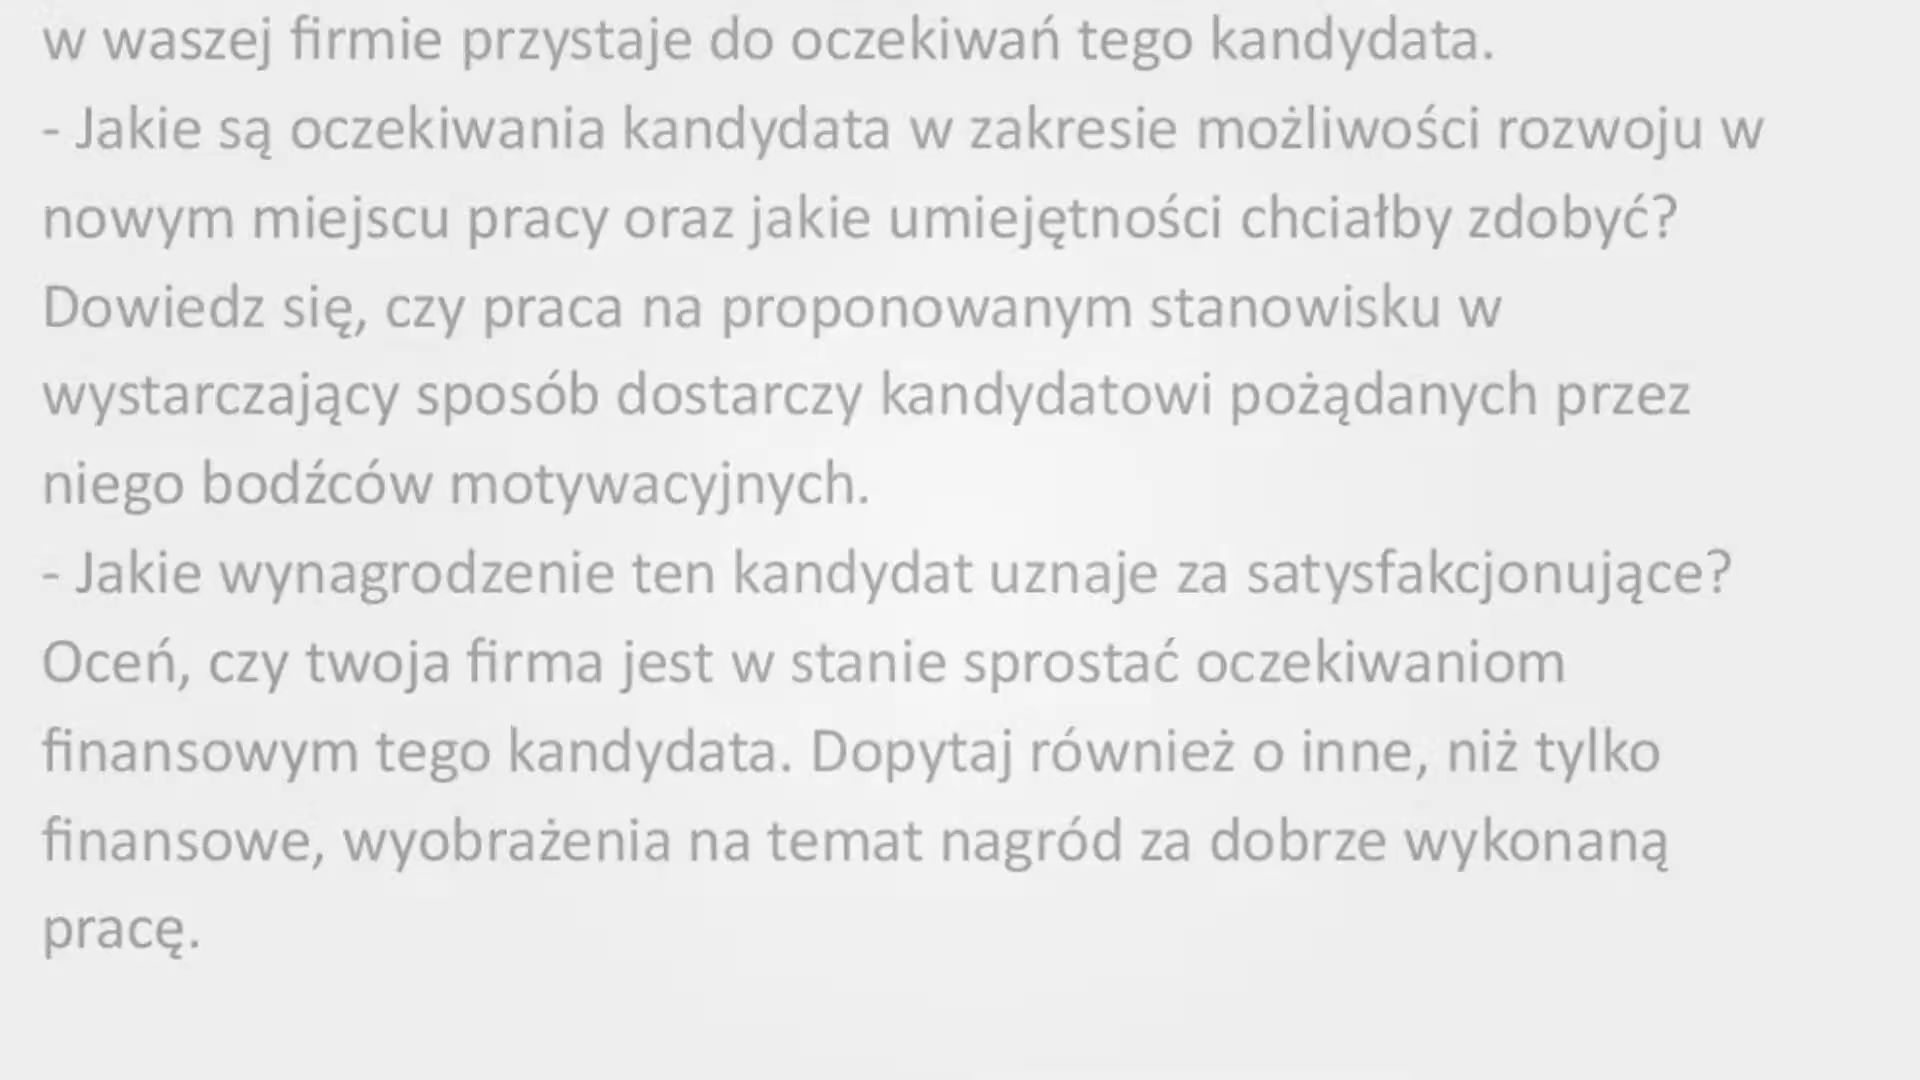 w waszej firmie przystaje do oczekiwań tego kandydata.
- Jakie są oczekiwania kandydata w zakresie możliwości rozwoju w
nowym miejscu pracy oraz jakie umiejętności chciałby zdobyć?
Dowiedz się, czy praca na proponowanym stanowisku w
wystarczający sposób dostarczy kandydatowi pożądanych przez
niego bodźców motywacyjnych.
- Jakie wynagrodzenie ten kandydat uznaje za satysfakcjonujące?
Oceń, czy twoja firma jest w stanie sprostać oczekiwaniom
finansowym tego kandydata. Dopytaj również o inne, niż tylko
finansowe, wyobrażenia na temat nagród za dobrze wykonaną
pracę.